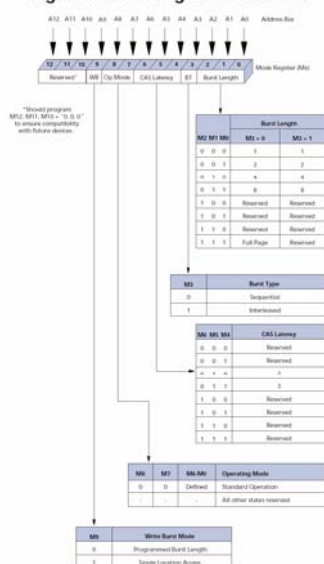 A12 A11 A10 A9 A8 A7 A6 A5 A4 A3 A2 A1 A0 Address Bus
12 11 10 9 8 7 6 5 4 3 2 1 0 Mode Register (Mx)
Reserved* WB Op Mode CAS Latency BT Burst Length
*Should program
M12, M11, M10 = "0, 0, 0"
to ensure compatibility
with future devices.
Burst Length
M2 M1 M0 M3 = 0 M3 = 1
0 0 0 1 1
0 0 1 2 2
0 1 0 4 4
0 1 1 8 8
1 0 0 Reserved Reserved
1 0 1 Reserved Reserved
1 1 0 Reserved Reserved
1 1 1 Full Page Reserved
M3 Burst Type
0 Sequential
1 Interleaved
M6 M5 M4 CAS Latency
0 0 0 Reserved
0 0 1 Reserved
0 1 0 2
0 1 1 3
1 0 0 Reserved
1 0 1 Reserved
1 1 0 Reserved
1 1 1 Reserved
M8 M7 M6-M0 Operating Mode
0 0 Defined Standard Operation
- - - All other states reserved
M9 Write Burst Mode
0 Programmed Burst Length
1 Single Location Access